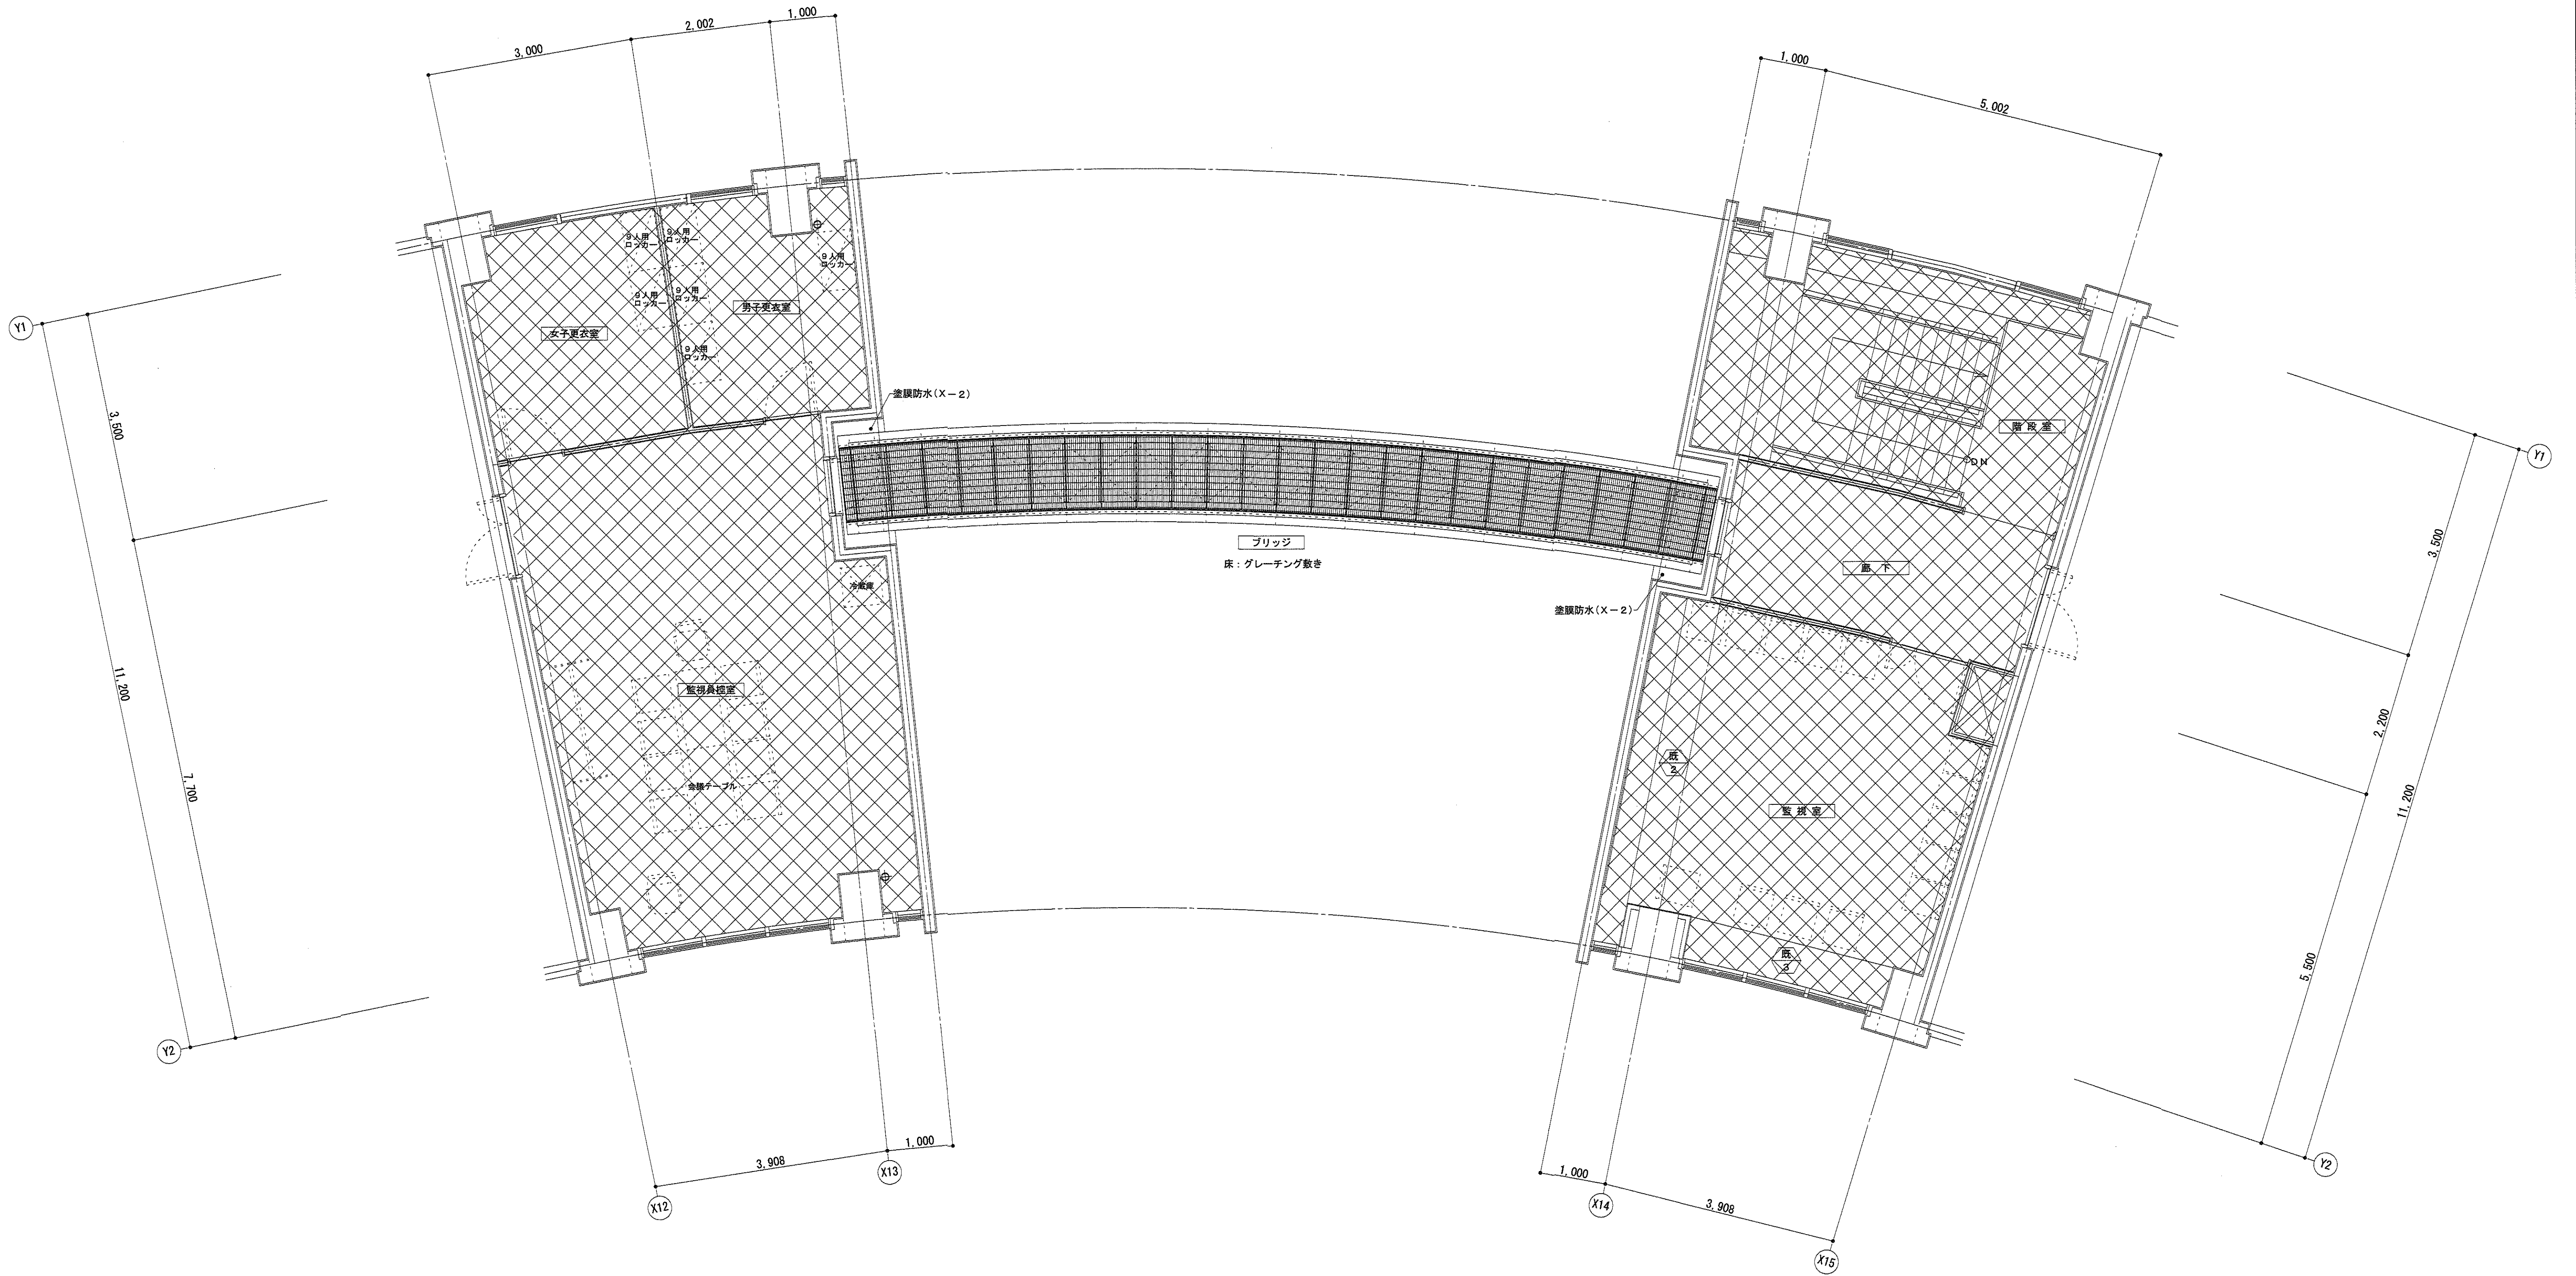 3,000
2,002
1,000
1,000
5,002
9人用
ロッカー
9人用
ロッカー
9人用
ロッカー
9人用
ロッカー
9人用
ロッカー
9人用
ロッカー
女子更衣室
男子更衣室
塗膜防水(X－2)
Y1
3,500
11,200
7,700
Y2
階段室
DN
Y1
3,500
2,200
11,200
5,500
Y2
ブリッジ
床：グレーチング敷き
廊 下
塗膜防水(X－2)
冷蔵庫
監視員控室
会議テーブル
既
2
監視室
既
3
3,908
1,000
X12
X13
1,000
3,908
X14
X15